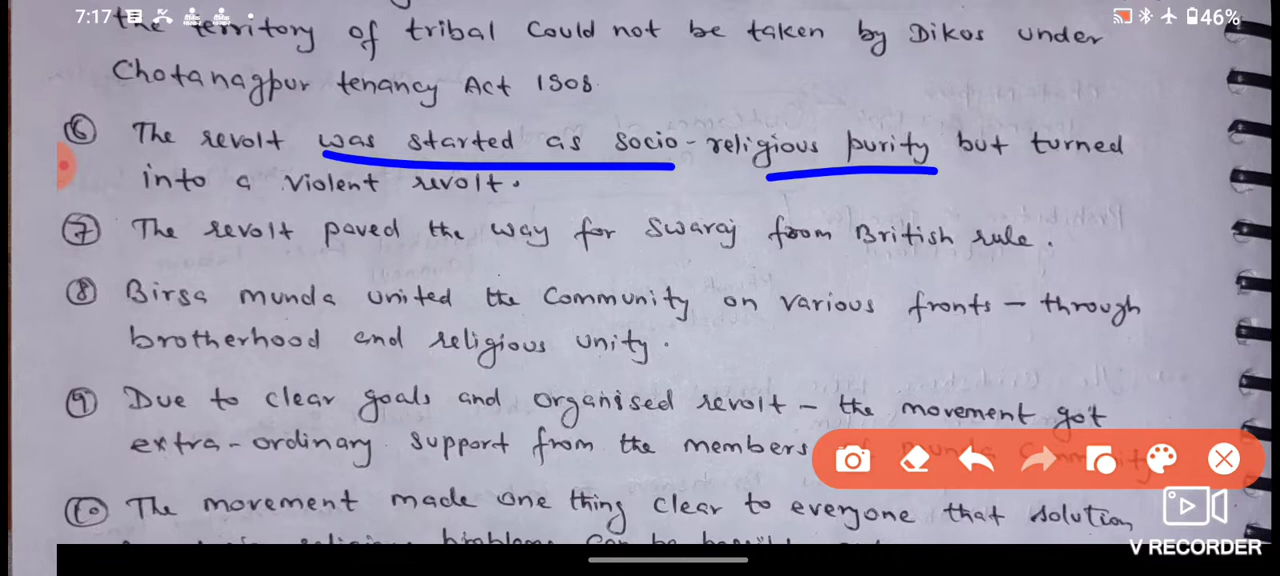 7:17
46%
the territory of tribal could not be taken by Dikus under
Chotanagpur tenancy Act 1908.
⑥ The revolt was started as socio-religious purity but turned
into a violent revolt.
⑦ The revolt paved the way for Swaraj from British rule.
⑧ Birsa munda united the community on various fronts – through
brotherhood and religious unity.
⑨ Due to clear goals and organised revolt – the movement got
extra-ordinary support from the members
⑩ The movement made one thing clear to everyone that solution
V RECORDER